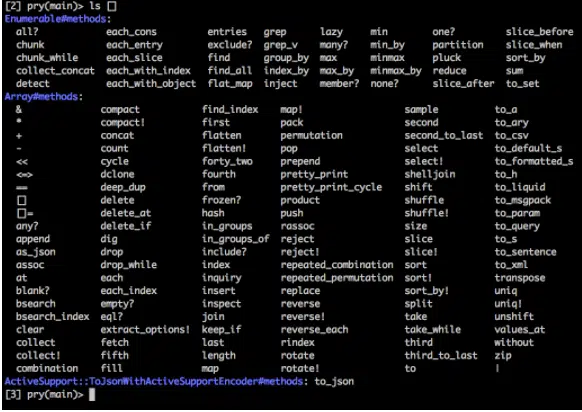 [2] pry(main)> ls []
Enumerable#methods:
all? each_cons entries grep lazy min one? slice_before
chunk each_entry exclude? grep_v many? min_by partition slice_when
chunk_while each_slice find group_by map minmax pluck sort_by
collect_concat each_with_index find_all index_by max_by minmax_by reduce sum
detect each_with_object flat_map inject member? none? slice_after to_set
Array#methods:
& compact find_index map! sample to_a
* compact! first pack second to_ary
+ concat flatten permutation second_to_last to_csv
- count flatten! pop select to_default_s
<< cycle forty_two prepend select! to_formatted_s
<=> dclone fourth pretty_print shelljoin to_h
== deep_dup from pretty_print_cycle shift to_liquid
[] delete frozen? product shuffle to_msgpack
[]= delete_at hash push shuffle! to_param
any? delete_if in_groups rassoc size to_query
append dig in_groups_of reject slice to_s
as_json drop include? reject! slice! to_sentence
assoc drop_while index repeated_combination sort to_xml
at each inquiry repeated_permutation sort! transpose
blank? each_index insert replace sort_by! uniq
bsearch empty? inspect reverse split uniq!
bsearch_index eql? join reverse! take unshift
clear extract_options! keep_if reverse_each take_while values_at
collect fetch last rindex third without
collect! fifth length rotate third_to_last zip
combination fill map rotate! to |
ActiveSupport::ToJsonWithActiveSupportEncoder#methods: to_json
[3] pry(main)>